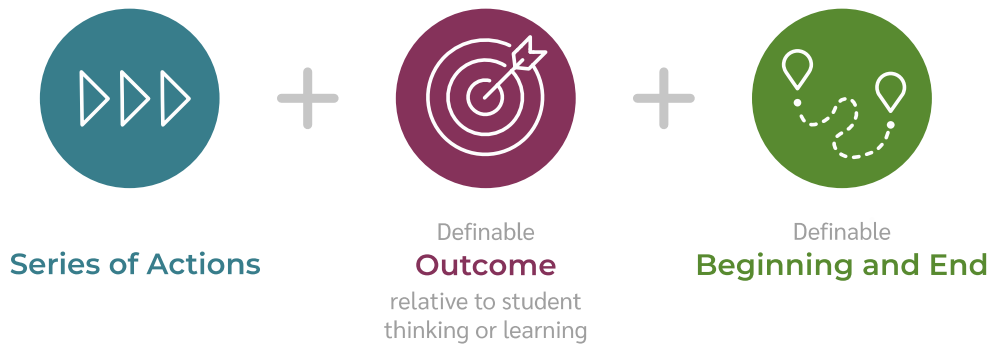 Series of Actions
Definable
Outcome
relative to student
thinking or learning
Definable
Beginning and End